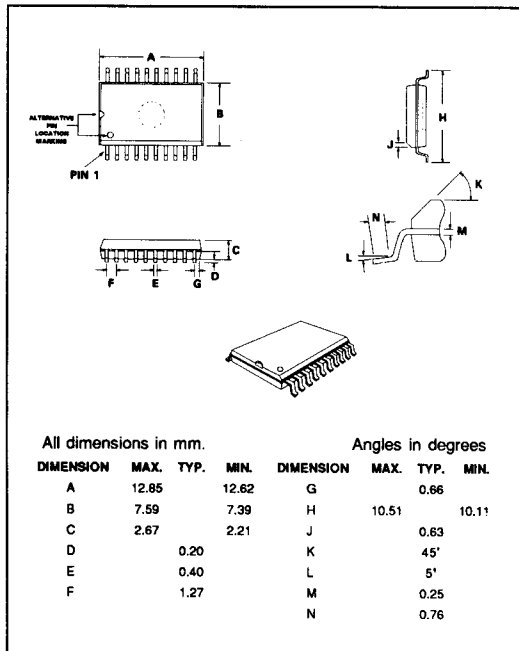 A
ALTERNATIVE
PIN
LOCATION
MARKING
B
PIN 1
H
J
K
N
M
L
C
D
F E G
All dimensions in mm. Angles in degrees
DIMENSION MAX. TYP. MIN. DIMENSION MAX. TYP. MIN.
A 12.85 12.62 G 0.66
B 7.59 7.39 H 10.51 10.11
C 2.67 2.21 J 0.63
D 0.20 K 45'
E 0.40 L 5'
F 1.27 M 0.25
N 0.76